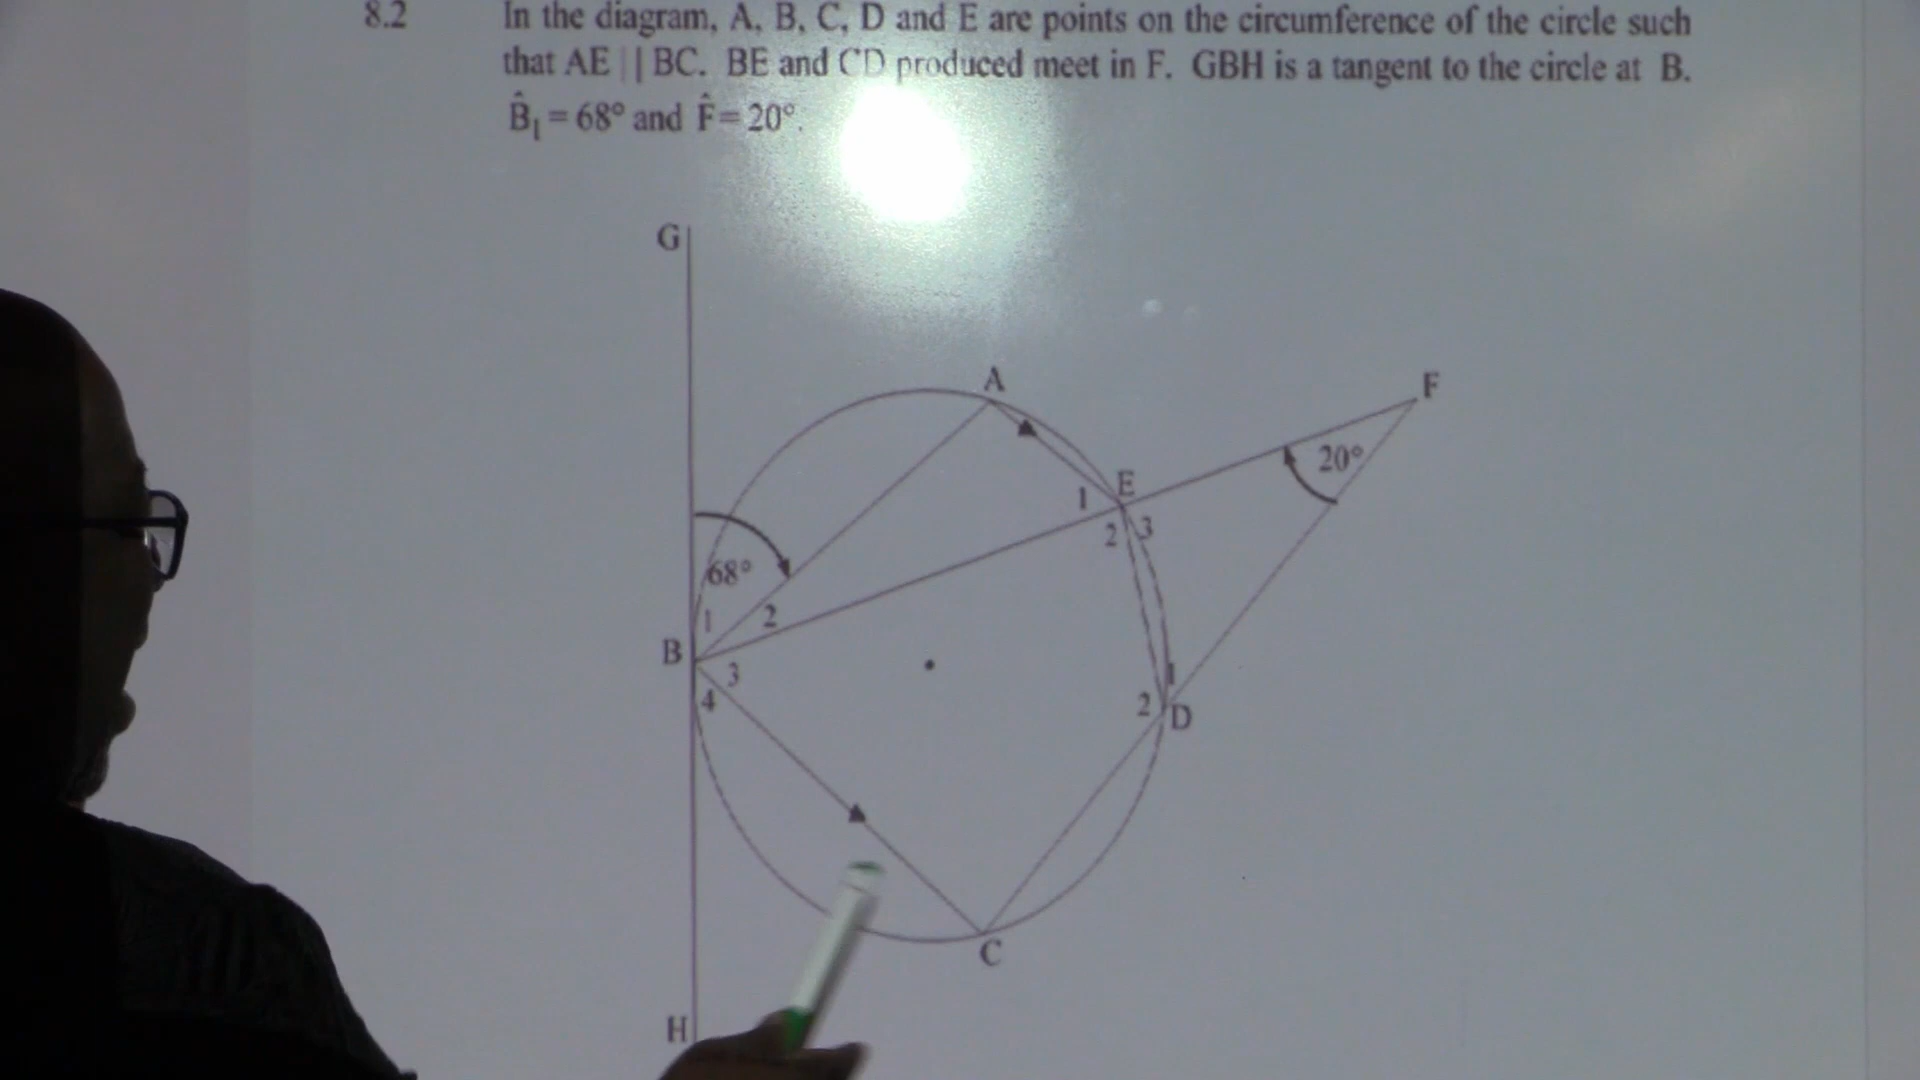 8.2 In the diagram, A, B, C, D and E are points on the circumference of the circle such
that AE || BC. BE and CD produced meet in F. GBH is a tangent to the circle at B.
B̂₁ = 68° and F̂ = 20°.
G
A
F
20°
E
1
2 3
68°
1 2
B
3
4
1
2 D
C
H